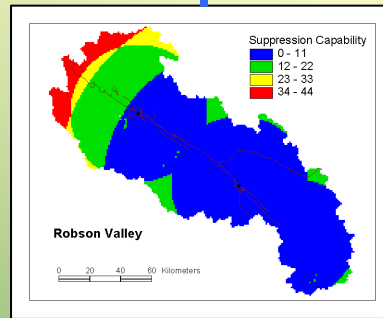 Suppression Capability
0 - 11
12 - 22
23 - 33
34 - 44
Robson Valley
0 20 40 60 Kilometers